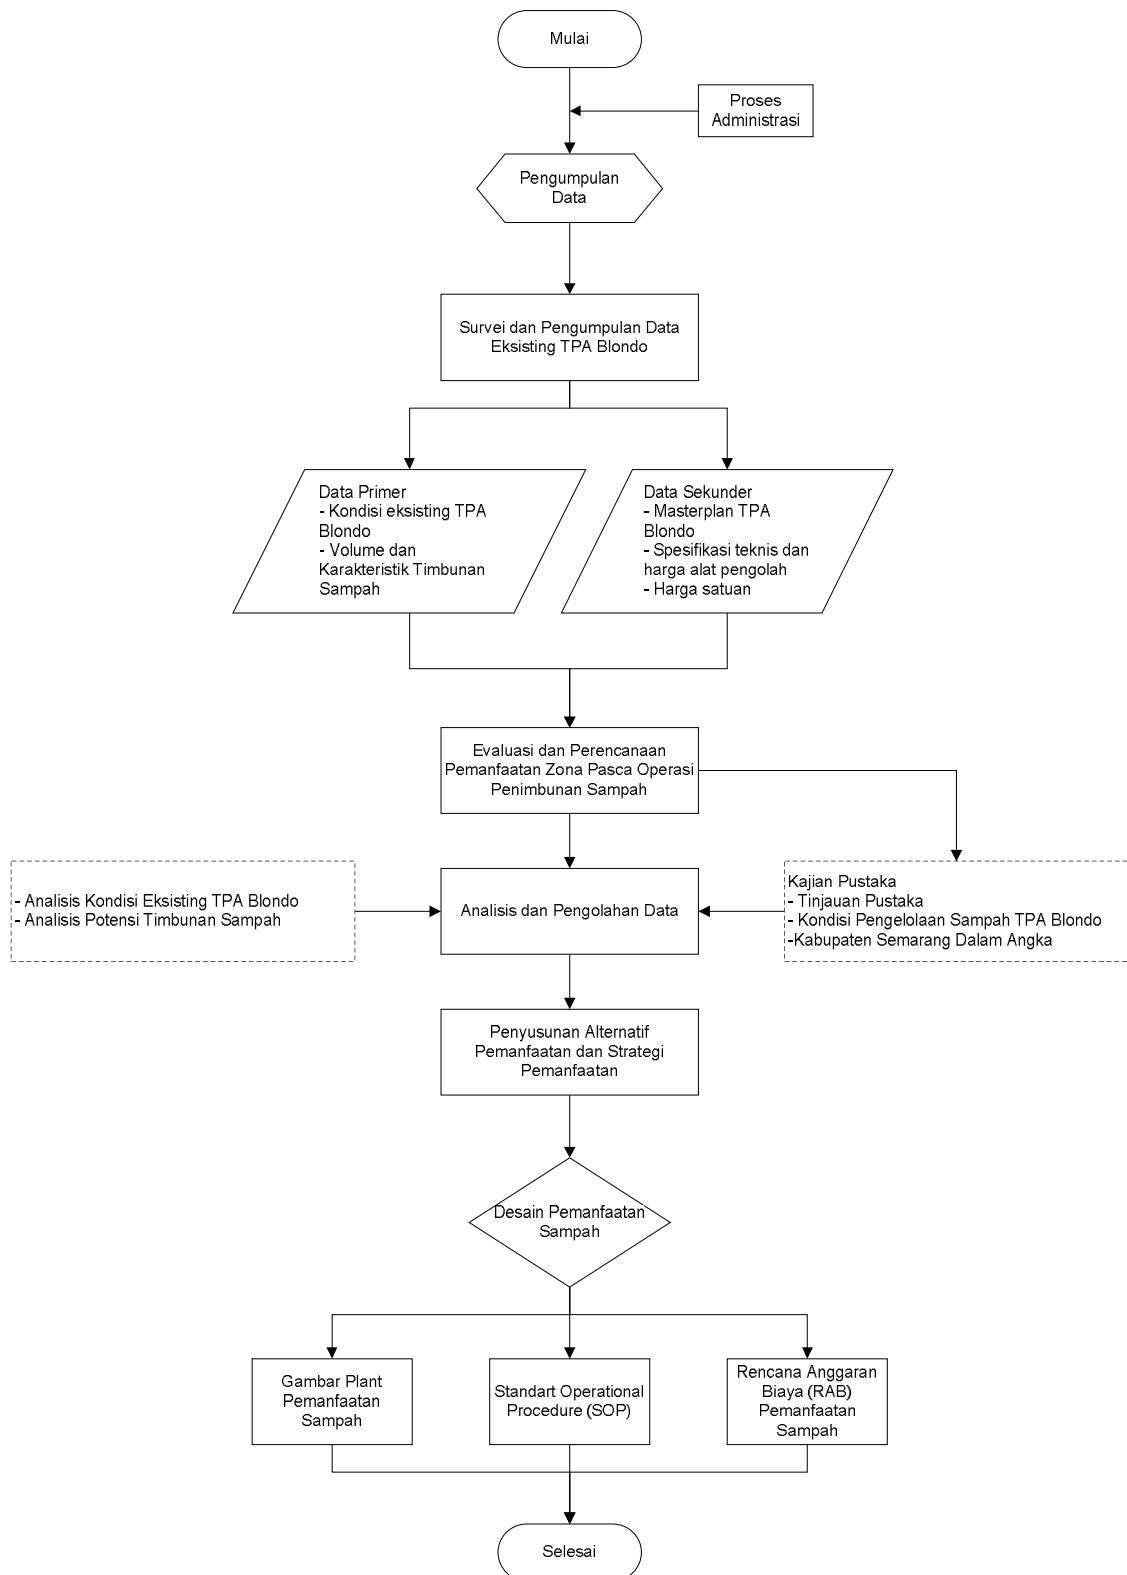 Mulai
Proses
Administrasi
Pengumpulan
Data
Survei dan Pengumpulan Data
Eksisting TPA Blondo
Data Primer
- Kondisi eksisting TPA
Blondo
- Volume dan
Karakteristik Timbunan
Sampah
Data Sekunder
- Masterplan TPA
Blondo
- Spesifikasi teknis dan
harga alat pengolah
- Harga satuan
Evaluasi dan Perencanaan
Pemanfaatan Zona Pasca Operasi
Penimbunan Sampah
- Analisis Kondisi Eksisting TPA Blondo
- Analisis Potensi Timbunan Sampah
Analisis dan Pengolahan Data
Kajian Pustaka
- Tinjauan Pustaka
- Kondisi Pengelolaan Sampah TPA Blondo
-Kabupaten Semarang Dalam Angka
Penyusunan Alternatif
Pemanfaatan dan Strategi
Pemanfaatan
Desain Pemanfaatan
Sampah
Gambar Plant
Pemanfaatan
Sampah
Standart Operational
Procedure (SOP)
Rencana Anggaran
Biaya (RAB)
Pemanfaatan
Sampah
Selesai